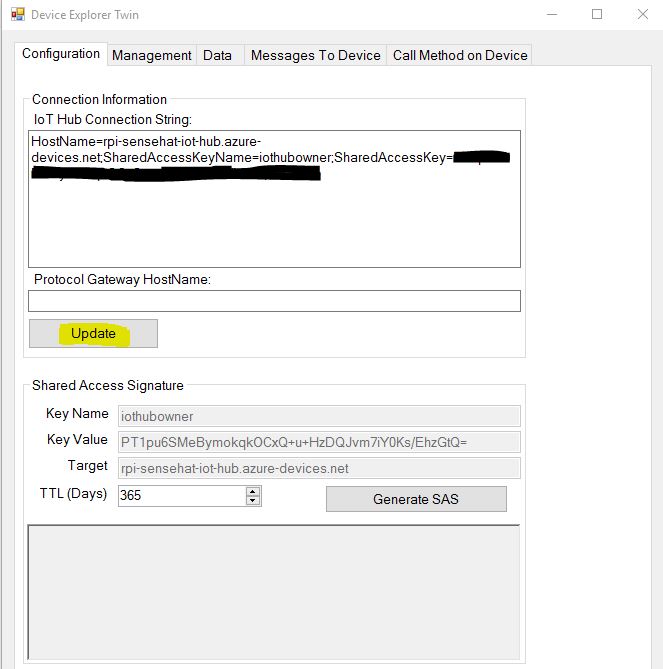 Device Explorer Twin
Configuration Management Data Messages To Device Call Method on Device
Connection Information
IoT Hub Connection String:
HostName=rpi-sensehat-iot-hub.azure-
devices.net;SharedAccessKeyName=iothubowner;SharedAccessKey=
Protocol Gateway HostName:
Update
Shared Access Signature
Key Name iothubowner
Key Value PT1pu6SMeBymokqkOCxQ+u+HzDQJvm7iY0Ks/EhzGtQ=
Target rpi-sensehat-iot-hub.azure-devices.net
TTL (Days) 365 Generate SAS